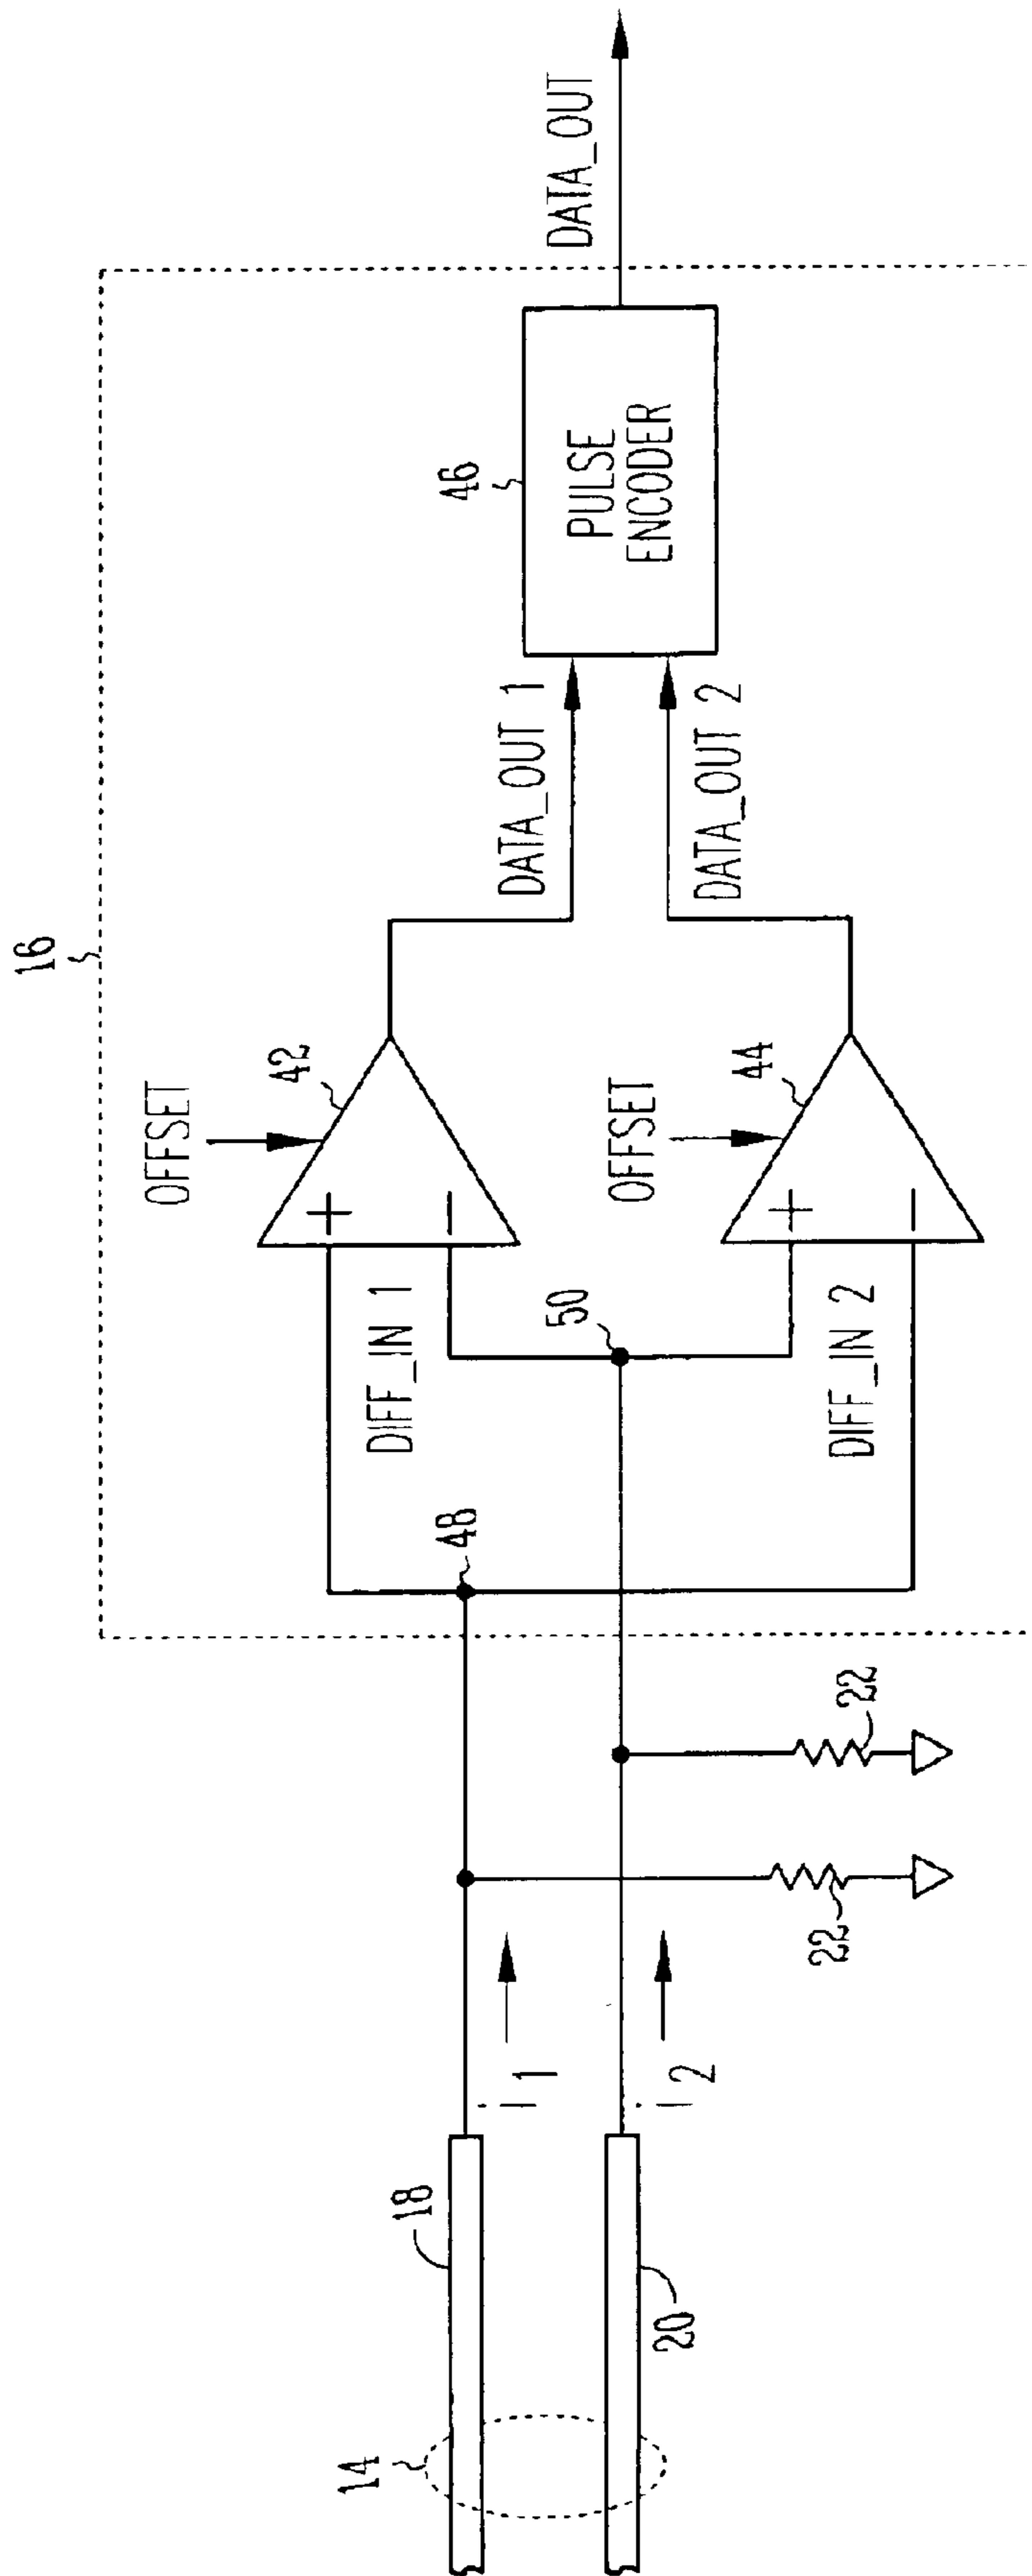 16
OFFSET
42
DATA_OUT 1
46
PULSE
ENCODER
DATA_OUT
DIFF_IN 1
48
50
OFFSET
44
DATA_OUT 2
DIFF_IN 2
14
18
20
i1
i2
22
22